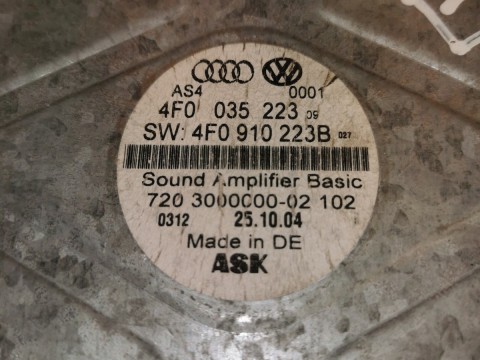 AS4 0001
4F0 035 223 09
SW: 4F0 910 223B 027
Sound Amplifier Basic
720 3000000-02 102
0312 25.10.04
Made in DE
ASK